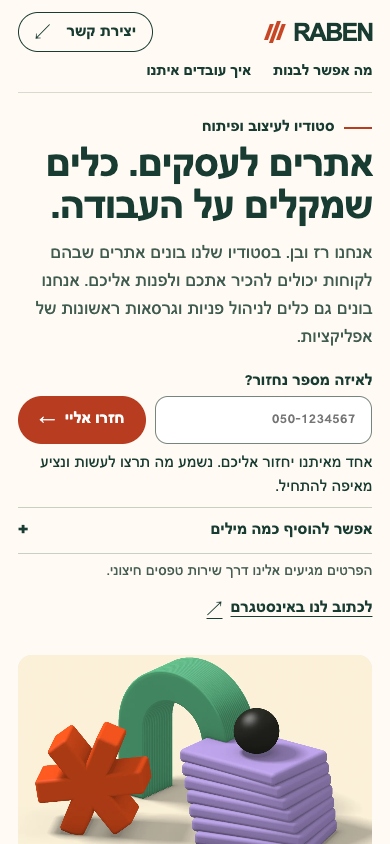 RABEN
יצירת קשר
מה אפשר לבנות
איך עובדים איתנו
סטודיו לעיצוב ופיתוח
אתרים לעסקים. כלים
שמקלים על העבודה.
אנחנו רז ובן. בסטודיו שלנו בונים אתרים שבהם
לקוחות יכולים להכיר אתכם ולפנות אליכם. אנחנו
בונים גם כלים לניהול פניות וגרסאות ראשונות של
אפליקציות.
לאיזה מספר נחזור?
050-1234567
חזרו אליי ←
אחד מאיתנו יחזור אליכם. נשמע מה תרצו לעשות ונציע
מאיפה להתחיל.
אפשר להוסיף כמה מילים +
הפרטים מגיעים אלינו דרך שירות טפסים חיצוני.
לכתוב לנו באינסטגרם ↗